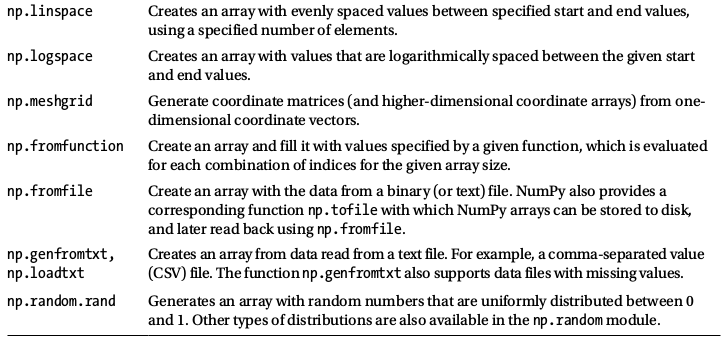 np.linspace Creates an array with evenly spaced values between specified start and end values,
using a specified number of elements.
np.logspace Creates an array with values that are logarithmically spaced between the given start
and end values.
np.meshgrid Generate coordinate matrices (and higher-dimensional coordinate arrays) from one-
dimensional coordinate vectors.
np.fromfunction Create an array and fill it with values specified by a given function, which is evaluated
for each combination of indices for the given array size.
np.fromfile Create an array with the data from a binary (or text) file. NumPy also provides a
corresponding function np.tofile with which NumPy arrays can be stored to disk,
and later read back using np.fromfile.
np.genfromtxt, Creates an array from data read from a text file. For example, a comma-separated value
np.loadtxt (CSV) file. The function np.genfromtxt also supports data files with missing values.
np.random.rand Generates an array with random numbers that are uniformly distributed between 0
and 1. Other types of distributions are also available in the np.random module.